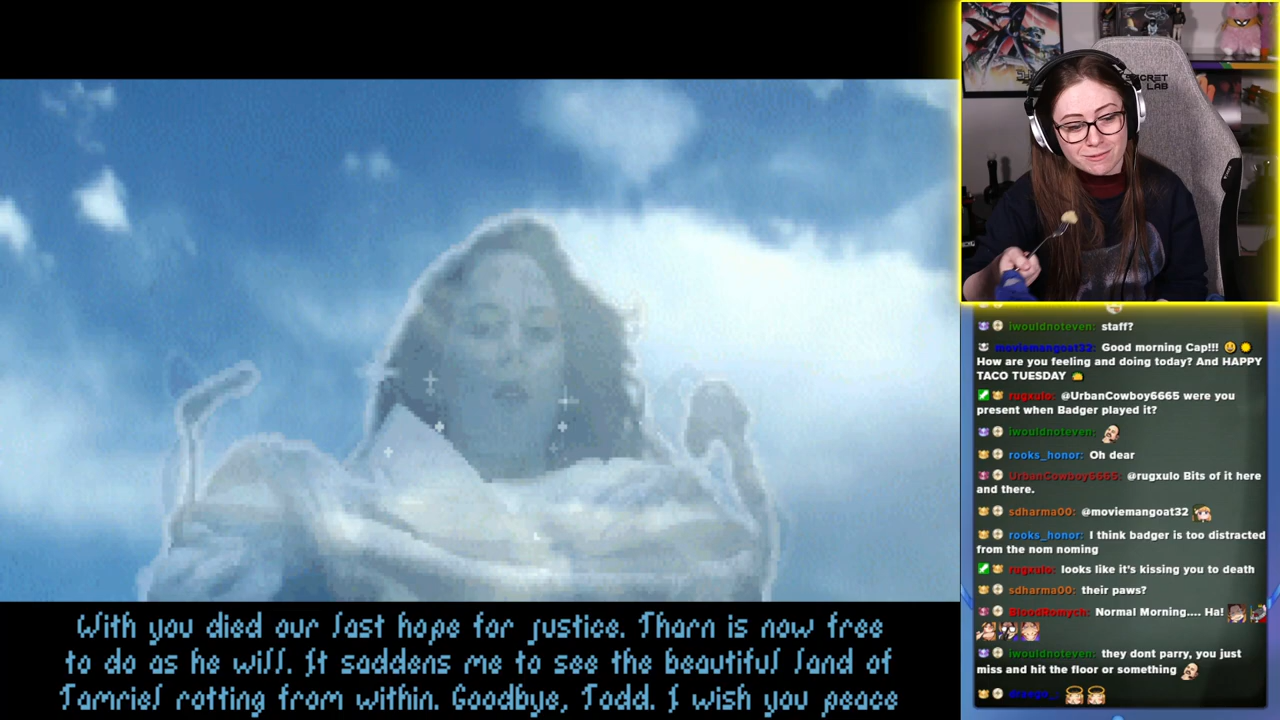 SECRET
LAB
iwouldnoteven: staff?
moviemangoat32: Good morning Cap!!!
How are you feeling and doing today? And HAPPY
TACO TUESDAY
rugxulo: @UrbanCowboy6665 were you
present when Badger played it?
iwouldnoteven:
rooks_honor: Oh dear
UrbanCowboy6665: @rugxulo Bits of it here
and there.
sdharma00: @moviemangoat32
rooks_honor: I think badger is too distracted
from the nom noming
rugxulo: looks like it's kissing you to death
sdharma00: their paws?
BloodRomych: Normal Morning.... Ha!
iwouldnoteven: they dont parry, you just
miss and hit the floor or something
With you died our last hope for justice. Tharn is now free
to do as he will. It saddens me to see the beautiful land of
Tamriel rotting from within. Goodbye, Todd. I wish you peace